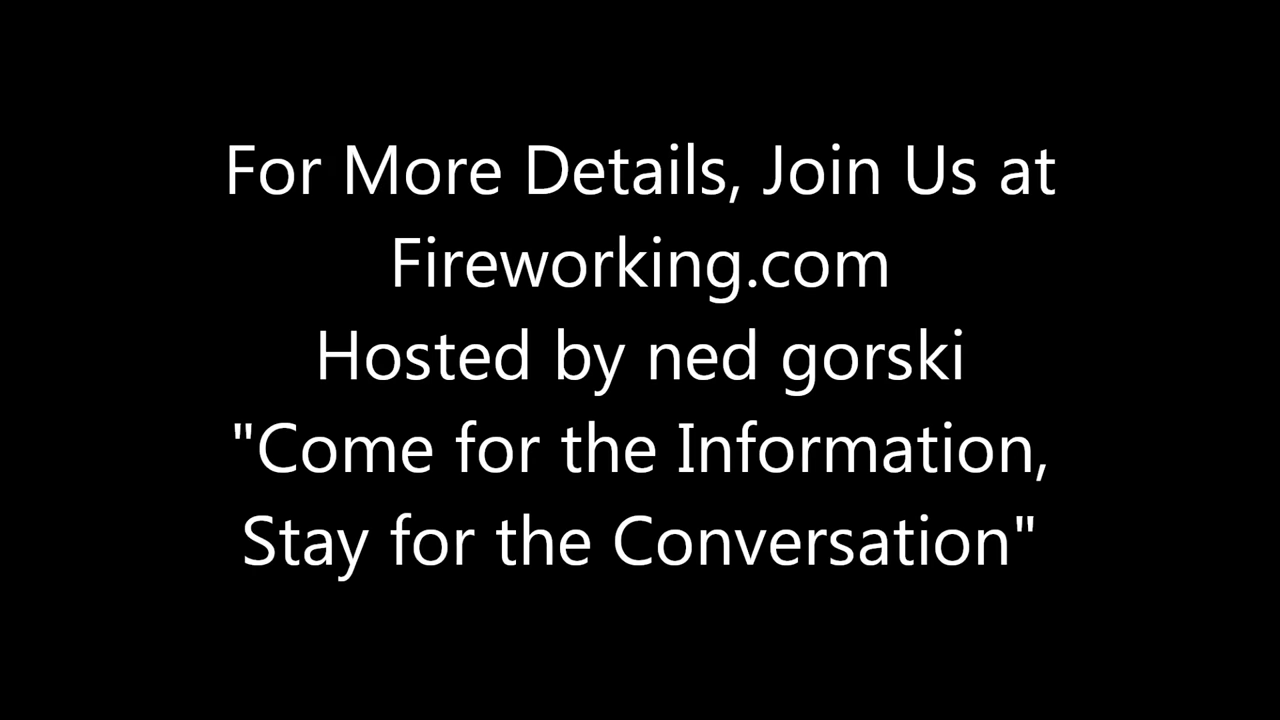 For More Details, Join Us at
Fireworking.com
Hosted by ned gorski
"Come for the Information,
Stay for the Conversation"